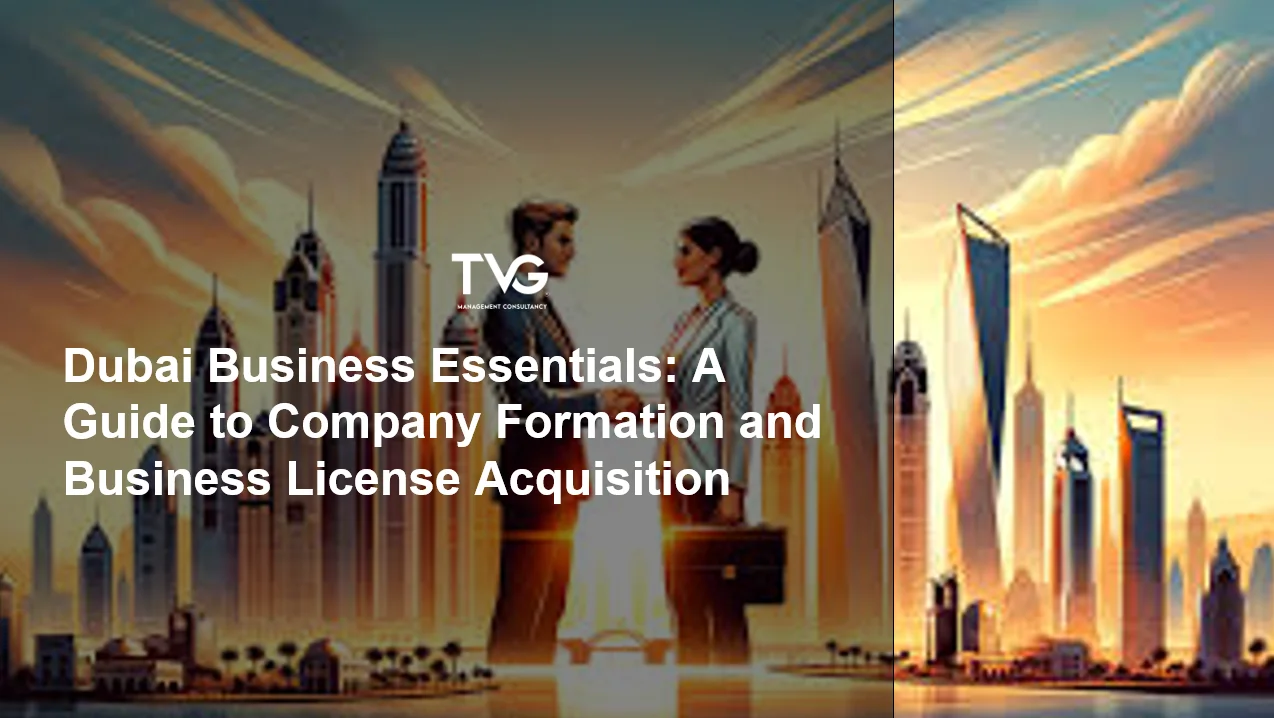 TVG
MANAGEMENT CONSULTANCY
Dubai Business Essentials: A
Guide to Company Formation and
Business License Acquisition